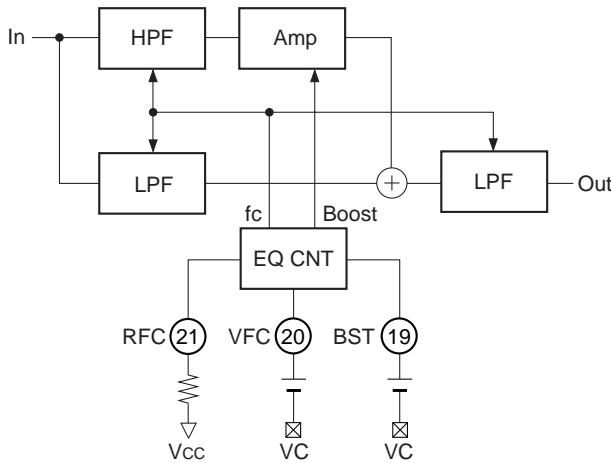 In HPF Amp
LPF + LPF Out
fc Boost
EQ CNT
RFC 21 VFC 20 BST 19
VCC VC VC